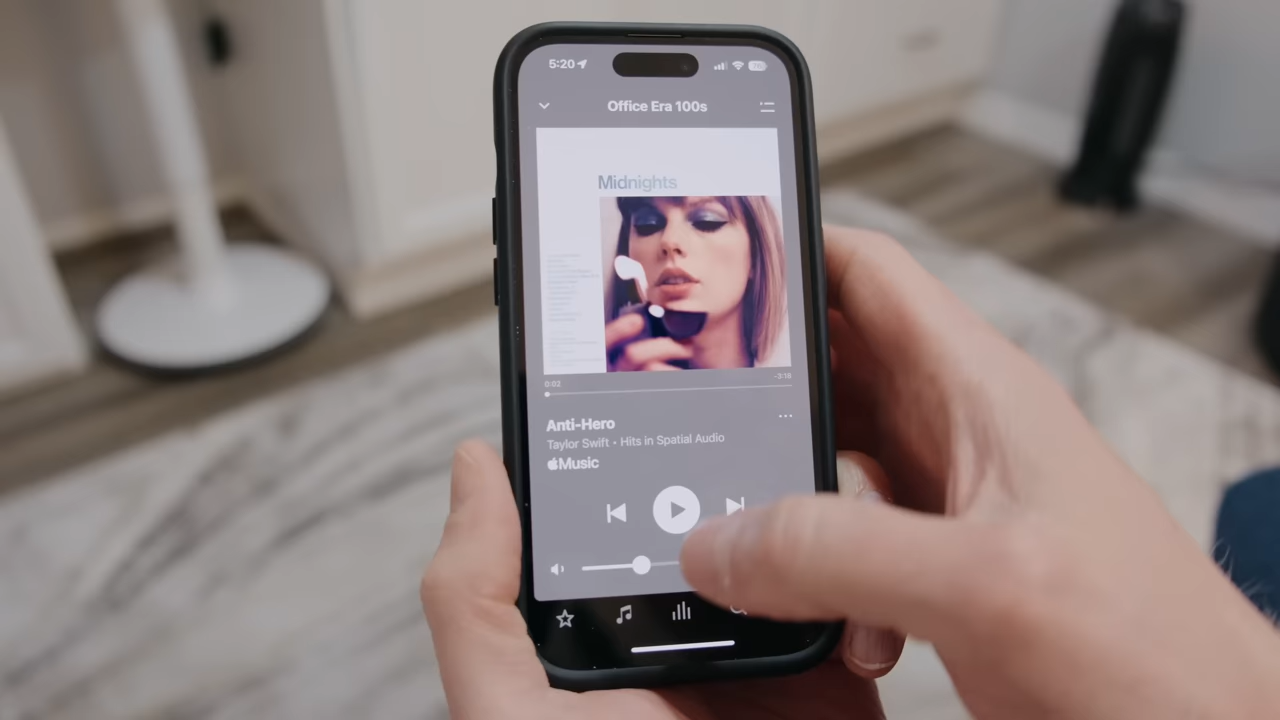 5:20
Office Era 100s
Midnights
0:02
-3:18
Anti-Hero
Taylor Swift • Hits in Spatial Audio
Music